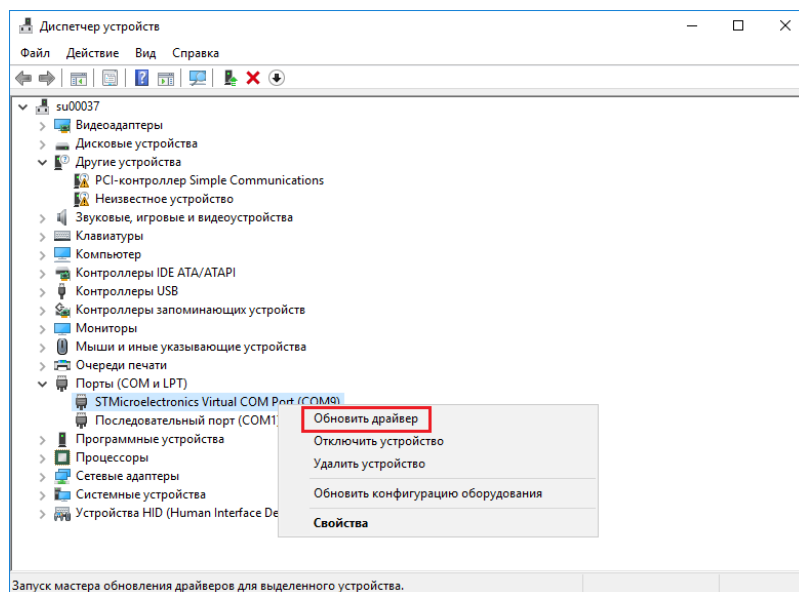 Диспетчер устройств
Файл Действие Вид Справка
su00037
Видеоадаптеры
Дисковые устройства
Другие устройства
PCI-контроллер Simple Communications
Неизвестное устройство
Звуковые, игровые и видеоустройства
Клавиатуры
Компьютер
Контроллеры IDE ATA/ATAPI
Контроллеры USB
Контроллеры запоминающих устройств
Мониторы
Мыши и иные указывающие устройства
Очереди печати
Порты (COM и LPT)
STMicroelectronics Virtual COM Port (COM9)
Последовательный порт (COM1)
Программные устройства
Процессоры
Сетевые адаптеры
Системные устройства
Устройства HID (Human Interface De
Обновить драйвер
Отключить устройство
Удалить устройство
Обновить конфигурацию оборудования
Свойства
Запуск мастера обновления драйверов для выделенного устройства.